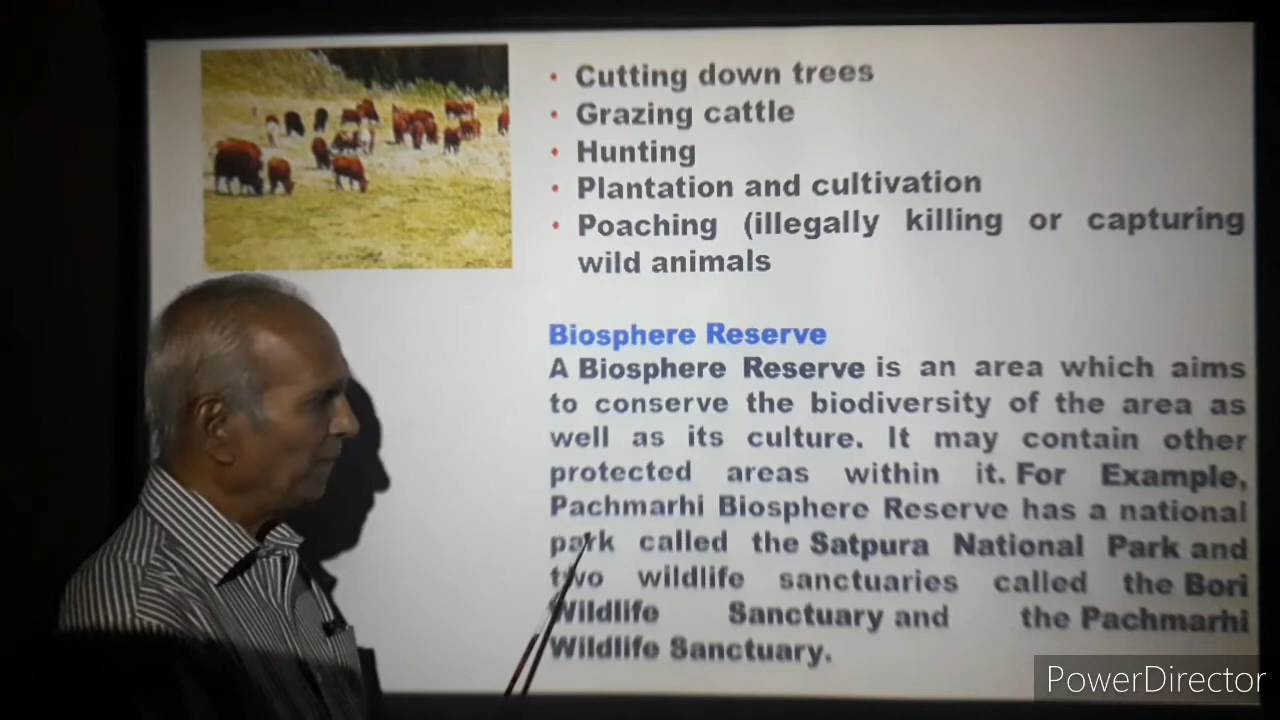 • Cutting down trees
• Grazing cattle
• Hunting
• Plantation and cultivation
• Poaching (illegally killing or capturing
wild animals
Biosphere Reserve
A Biosphere Reserve is an area which aims
to conserve the biodiversity of the area as
well as its culture. It may contain other
protected areas within it. For Example,
Pachmarhi Biosphere Reserve has a national
park called the Satpura National Park and
two wildlife sanctuaries called the Bori
Wildlife Sanctuary and the Pachmarhi
Wildlife Sanctuary.
PowerDirector